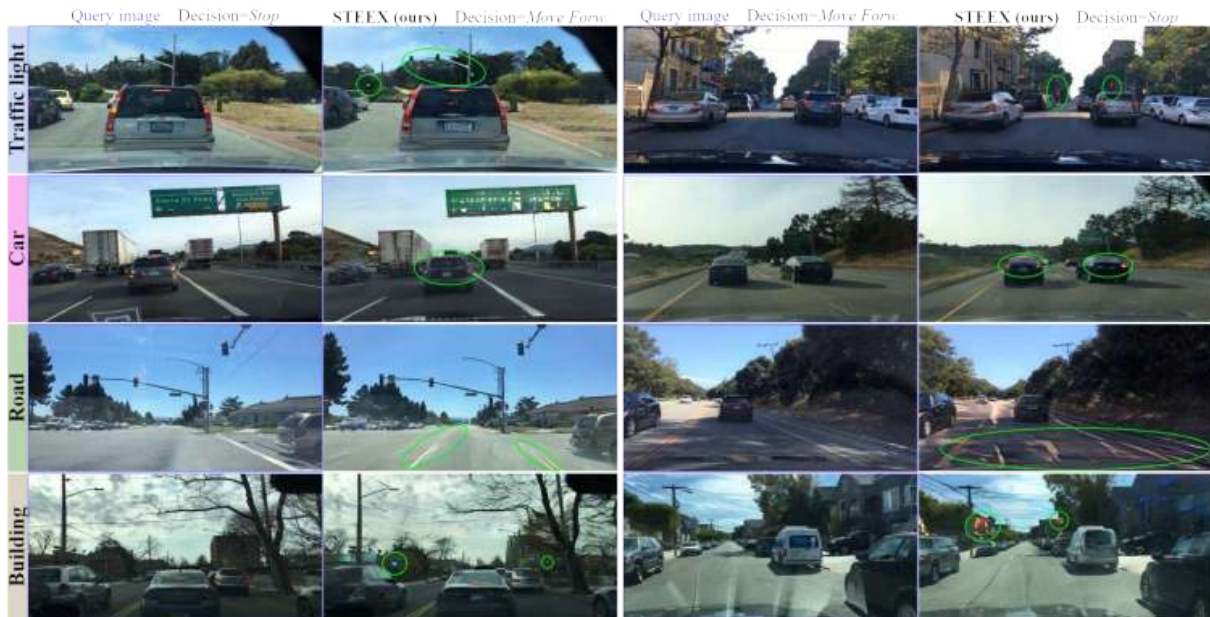 Query image Decision=Stop STEEX (ours) Decision=Move Forw. Query image Decision=Move Forw. STEEX (ours) Decision=Stop
Traffic light
Car
Road
Building